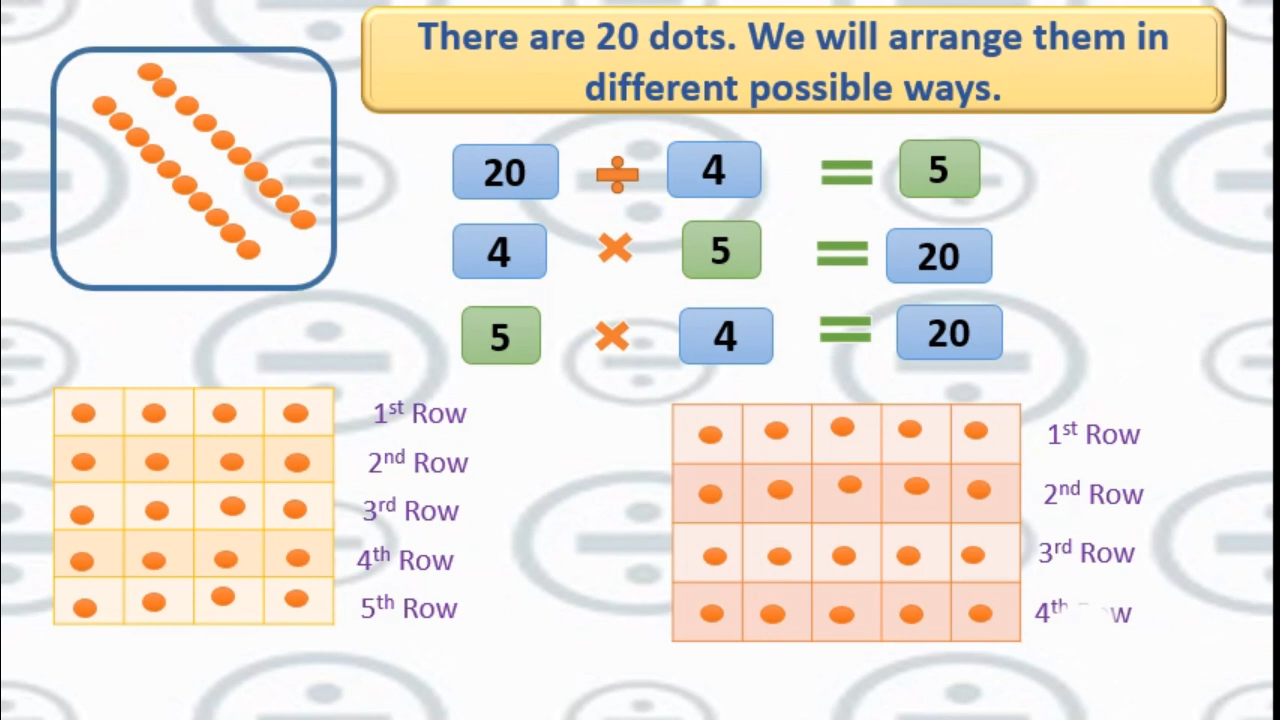 There are 20 dots. We will arrange them in
different possible ways.
20 ÷ 4 = 5
4 × 5 = 20
5 × 4 = 20
1st Row
2nd Row
3rd Row
4th Row
5th Row
1st Row
2nd Row
3rd Row
4th